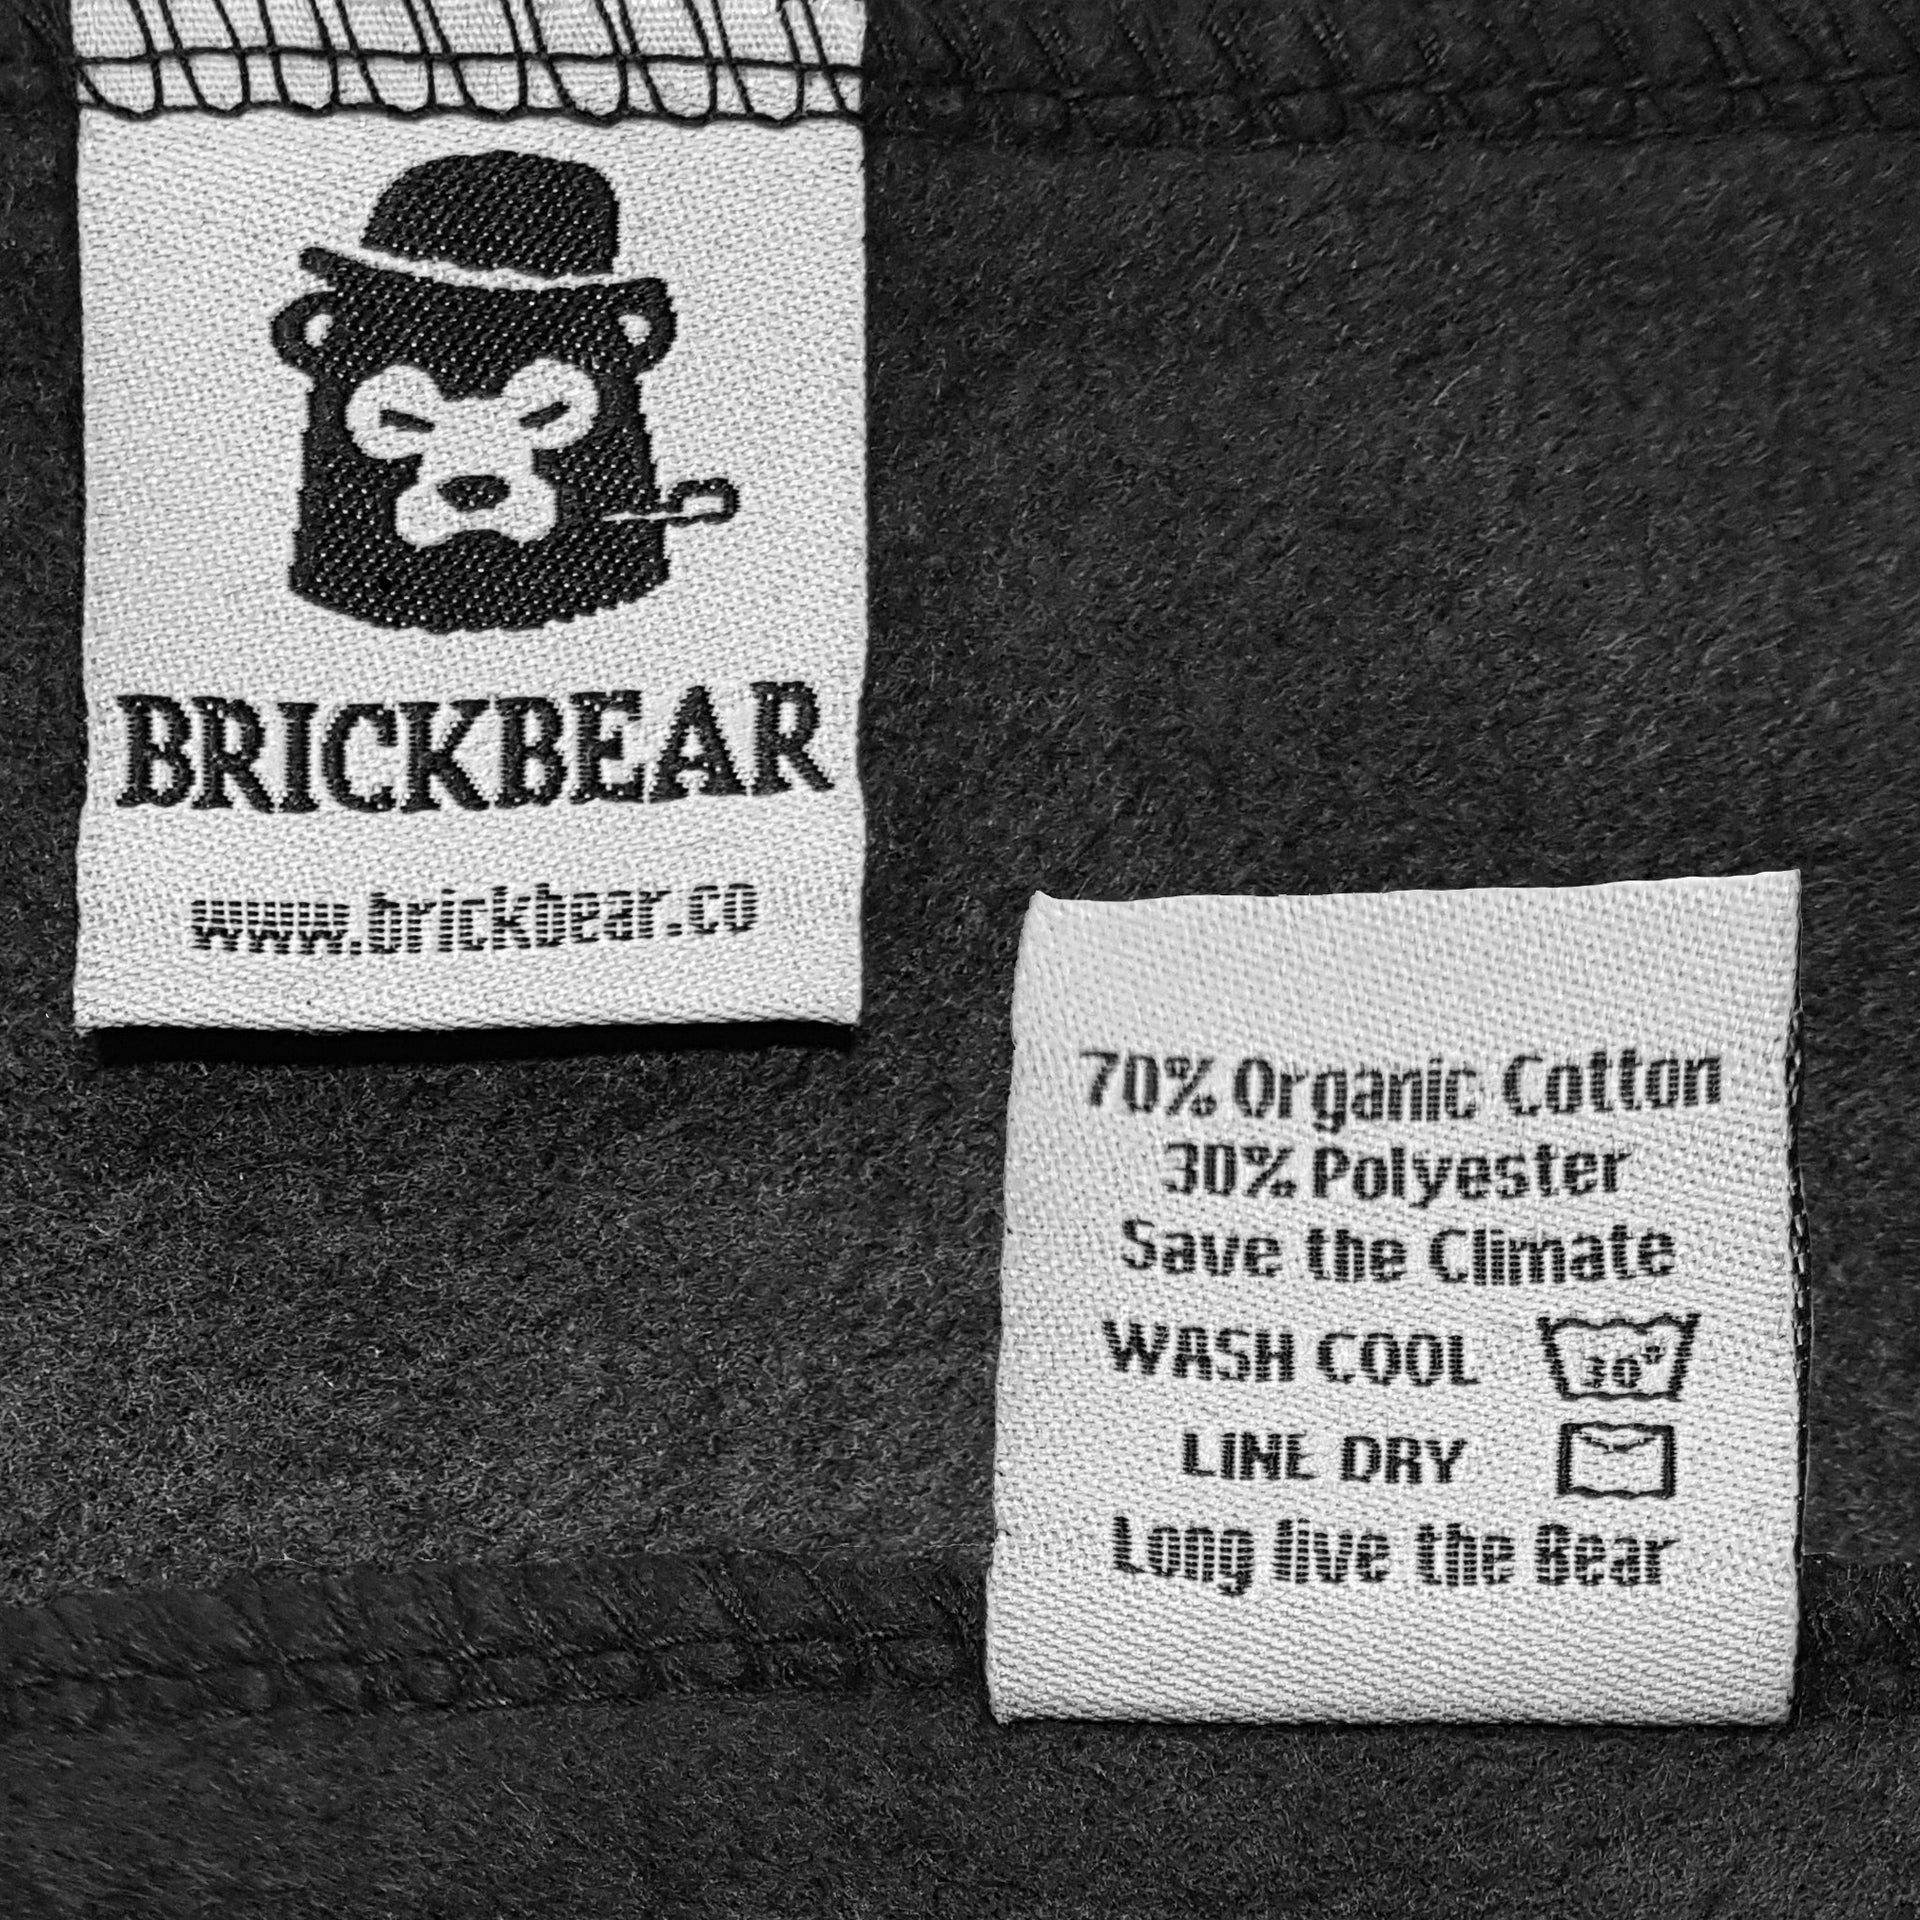 BRICKBEAR
www.brickbear.co
70% Organic Cotton
30% Polyester
Save the Climate
WASH COOL 30°
LINE DRY
Long live the Bear